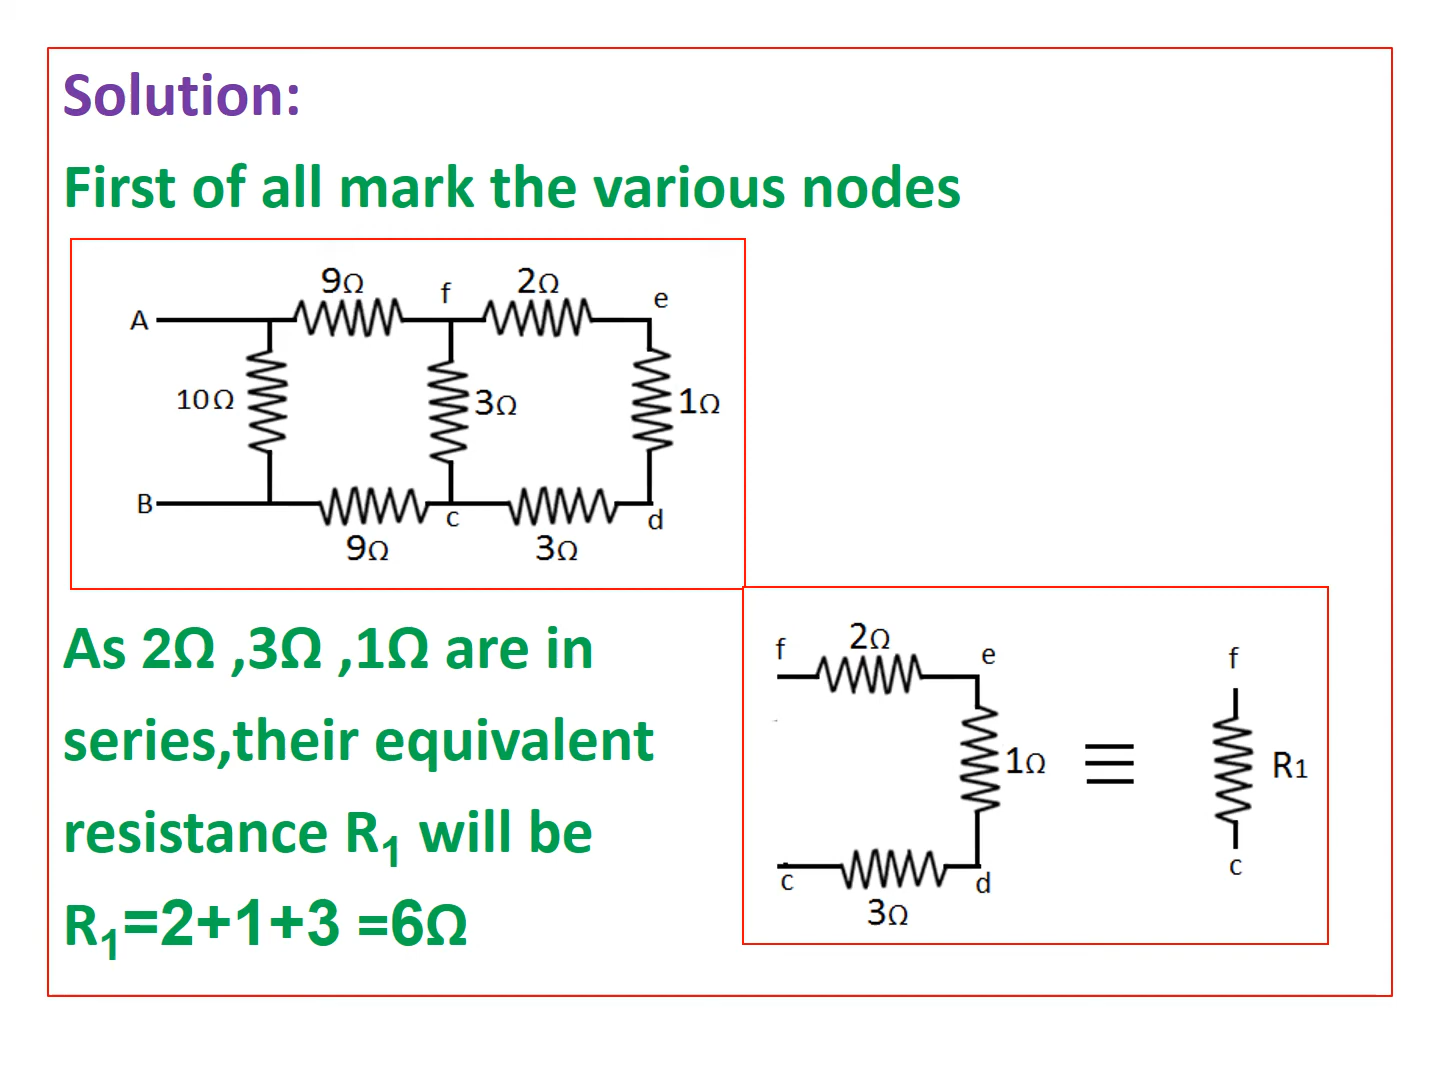 Solution:
First of all mark the various nodes
9Ω f 2Ω e
A
10Ω 3Ω 1Ω
B c d
9Ω 3Ω
As 2Ω ,3Ω ,1Ω are in
series,their equivalent
resistance R₁ will be
R₁=2+1+3 =6Ω
f 2Ω e f
1Ω ≡ R1
c d c
3Ω